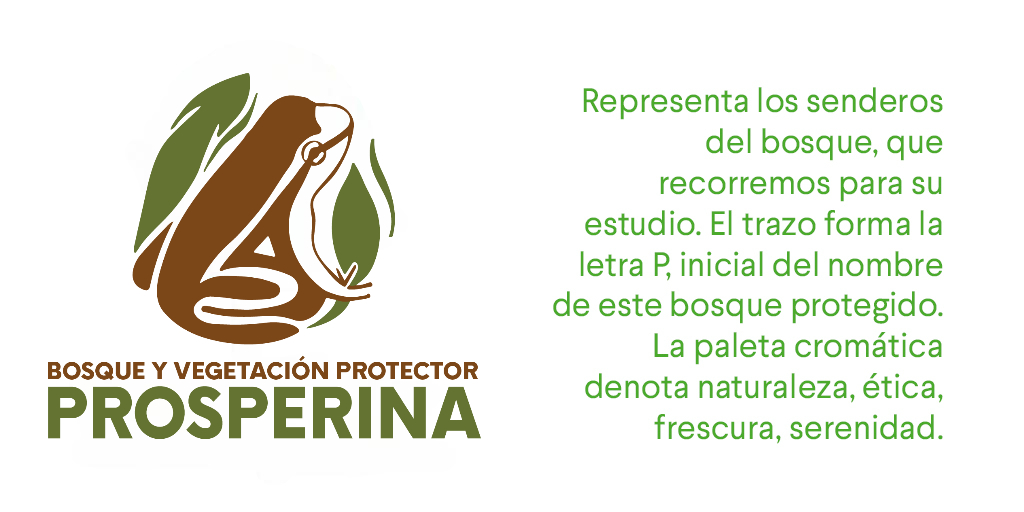 BOSQUE Y VEGETACIÓN PROTECTOR
PROSPERINA
Representa los senderos
del bosque, que
recorremos para su
estudio. El trazo forma la
letra P, inicial del nombre
de este bosque protegido.
La paleta cromática
denota naturaleza, ética,
frescura, serenidad.